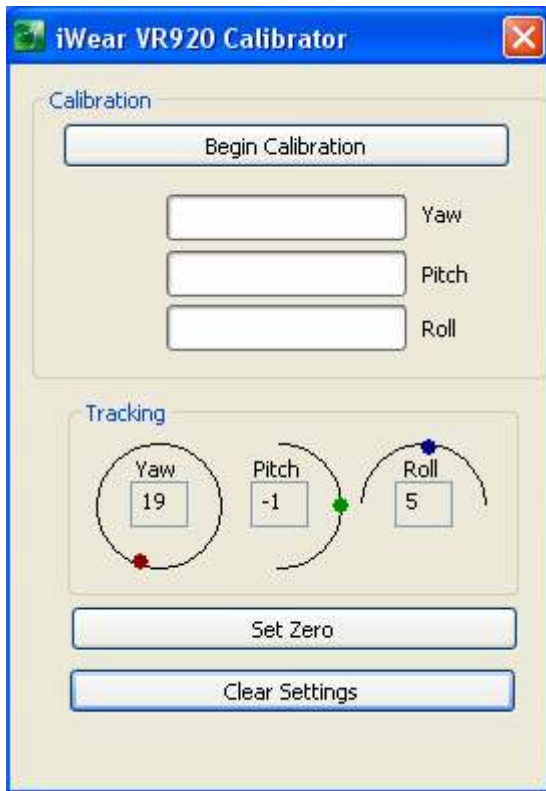 iWear VR920 Calibrator
Calibration
Begin Calibration
Yaw
Pitch
Roll
Tracking
Yaw Pitch Roll
19 -1 5
Set Zero
Clear Settings